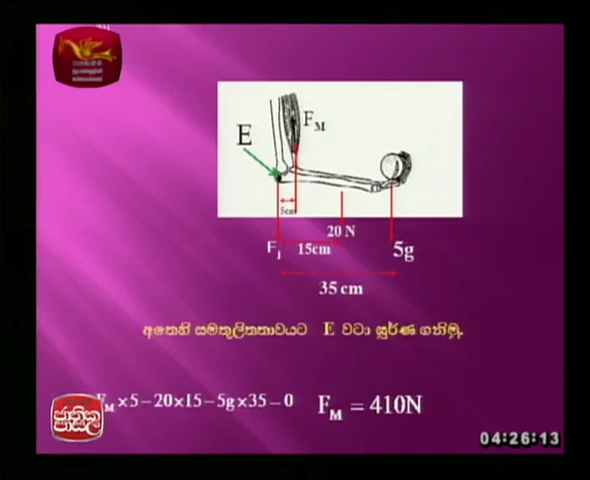 E
F_M
5cm
20 N
F_j 15cm 5g
35 cm
අතෙහි සමතුලිතතාවයට E වටා ඝූර්ණ ගනිමු.
F_M ×5–20×15–5g×35–0 F_M = 410N
ජාතික
පාසල
04:26:13